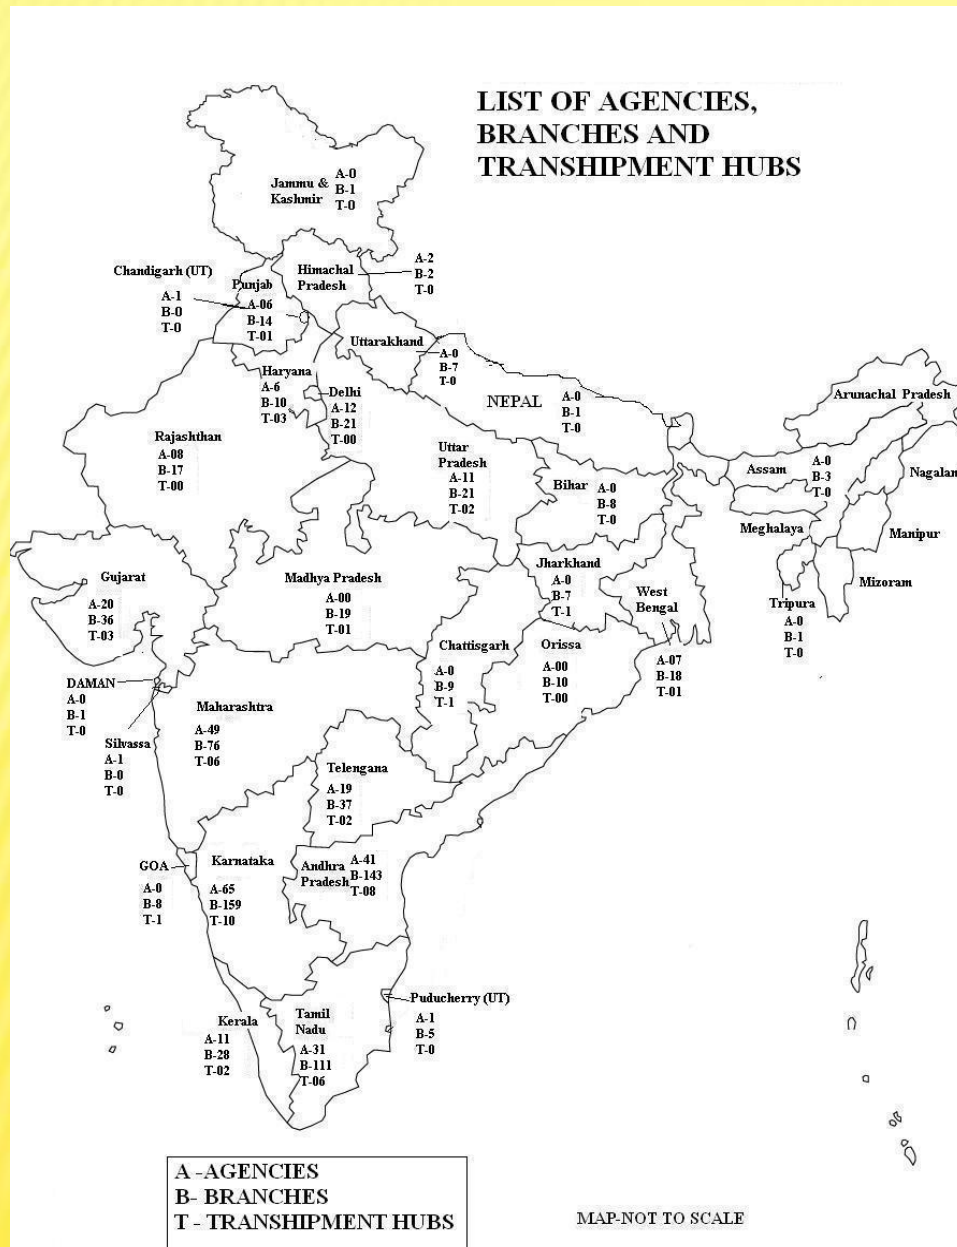 LIST OF AGENCIES,
BRANCHES AND
TRANSHIPMENT HUBS
Jammu &
Kashmir
A-0
B-1
T-0
Chandigarh (UT)
A-1
B-0
T-0
Punjab
A-06
B-14
T-01
Himachal
Pradesh
A-2
B-2
T-0
Uttarakhand
A-0
B-7
T-0
Haryana
A-6
B-10
T-03
Delhi
A-12
B-21
T-00
NEPAL
A-0
B-1
T-0
Arunachal Pradesh
Rajashthan
A-08
B-17
T-00
Uttar
Pradesh
A-11
B-21
T-02
Bihar
A-0
B-8
T-0
Assam
A-0
B-3
T-0
Nagalan
Meghalaya
Manipur
Mizoram
Tripura
A-0
B-1
T-0
Gujarat
A-20
B-36
T-03
Madhya Pradesh
A-00
B-19
T-01
Jharkhand
A-0
B-7
T-1
West
Bengal
A-07
B-18
T-01
Chattisgarh
A-0
B-9
T-1
Orissa
A-00
B-10
T-00
DAMAN
A-0
B-1
T-0
Silvassa
A-1
B-0
T-0
Maharashtra
A-49
B-76
T-06
Telengana
A-19
B-37
T-02
GOA
A-0
B-8
T-1
Karnataka
A-65
B-159
T-10
Andhra
Pradesh
A-41
B-143
T-08
Puducherry (UT)
A-1
B-5
T-0
Kerala
A-11
B-28
T-02
Tamil
Nadu
A-31
B-111
T-06
A -AGENCIES
B- BRANCHES
T - TRANSHIPMENT HUBS
MAP-NOT TO SCALE